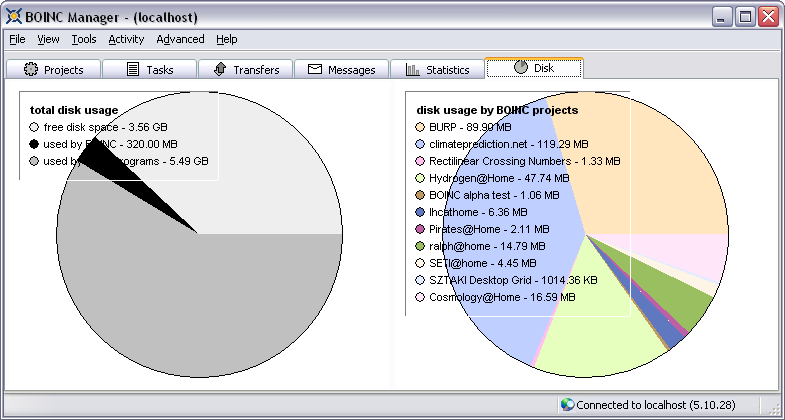 BOINC Manager - (localhost)
File View Tools Activity Advanced Help
Projects Tasks Transfers Messages Statistics Disk
total disk usage
free disk space - 3.56 GB
used by BOINC - 320.00 MB
used by programs - 5.49 GB
disk usage by BOINC projects
BURP - 89.90 MB
climateprediction.net - 119.29 MB
Rectilinear Crossing Numbers - 1.33 MB
Hydrogen@Home - 47.74 MB
BOINC alpha test - 1.06 MB
lhcathome - 6.36 MB
Pirates@Home - 2.11 MB
ralph@home - 14.79 MB
SETI@home - 4.45 MB
SZTAKI Desktop Grid - 1014.36 KB
Cosmology@Home - 16.59 MB
Connected to localhost (5.10.28)